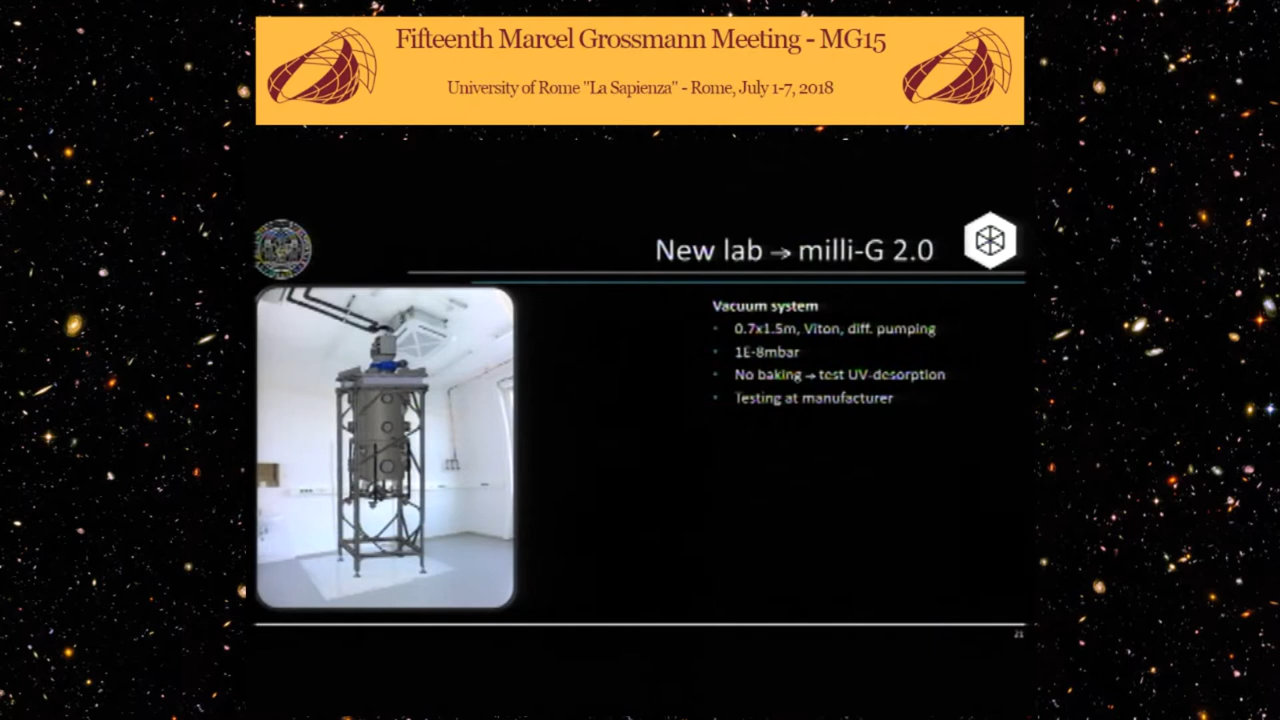 Fifteenth Marcel Grossmann Meeting - MG15
University of Rome "La Sapienza" - Rome, July 1-7, 2018
New lab → milli-G 2.0
Vacuum system
• 0.7x1.5m, Viton, diff. pumping
• 1E-8mbar
• No baking → test UV-desorption
• Testing at manufacturer
21